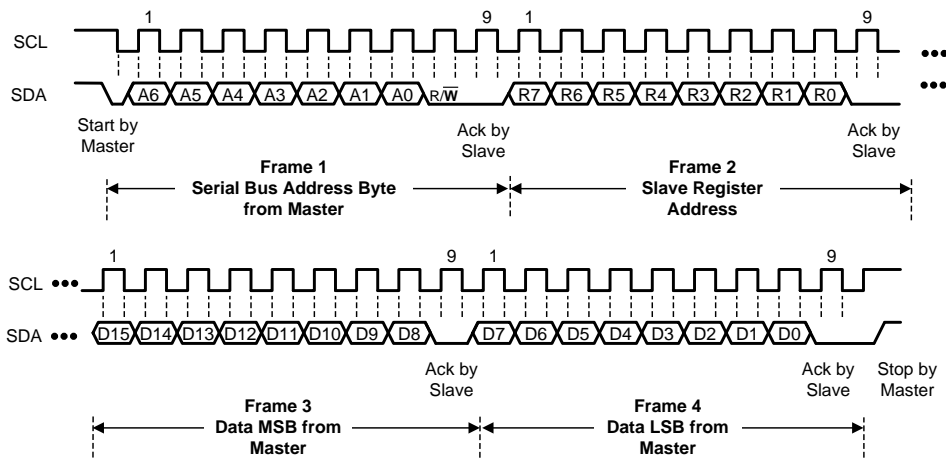 1 9 1 9
SCL
SDA A6 A5 A4 A3 A2 A1 A0 R/W̅ R7 R6 R5 R4 R3 R2 R1 R0
Start by
Master
Ack by
Slave
Ack by
Slave
Frame 1
Serial Bus Address Byte
from Master
Frame 2
Slave Register
Address
1 9 1 9
SCL
SDA D15 D14 D13 D12 D11 D10 D9 D8 D7 D6 D5 D4 D3 D2 D1 D0
Ack by
Slave
Ack by
Slave
Stop by
Master
Frame 3
Data MSB from
Master
Frame 4
Data LSB from
Master